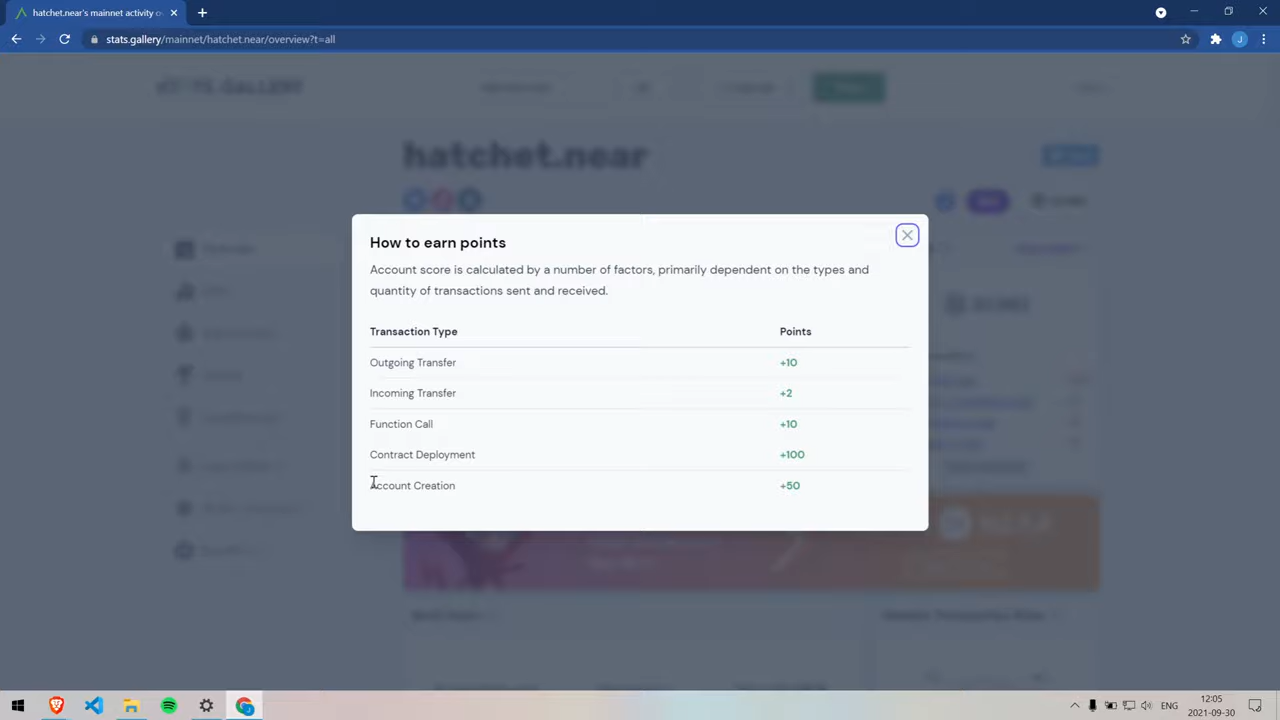 hatchet.near's mainnet activity o
stats.gallery/mainnet/hatchet.near/overview?t=all
J
hatchet.near
How to earn points
Account score is calculated by a number of factors, primarily dependent on the types and
quantity of transactions sent and received.
Transaction Type Points
Outgoing Transfer +10
Incoming Transfer +2
Function Call +10
Contract Deployment +100
Account Creation +50
12:05
2021-09-30